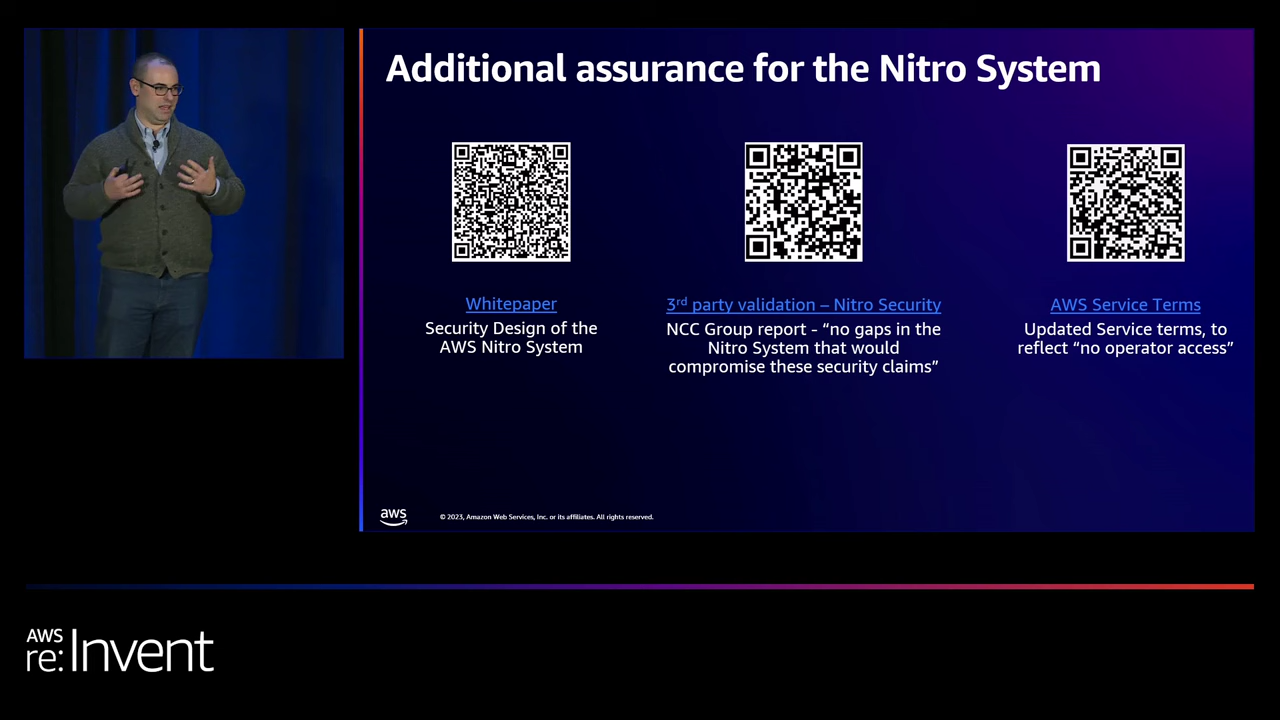 Additional assurance for the Nitro System
Whitepaper
Security Design of the
AWS Nitro System
3rd party validation – Nitro Security
NCC Group report - “no gaps in the
Nitro System that would
compromise these security claims”
AWS Service Terms
Updated Service terms, to
reflect “no operator access”
aws
© 2023, Amazon Web Services, Inc. or its affiliates. All rights reserved.
AWS
re:Invent